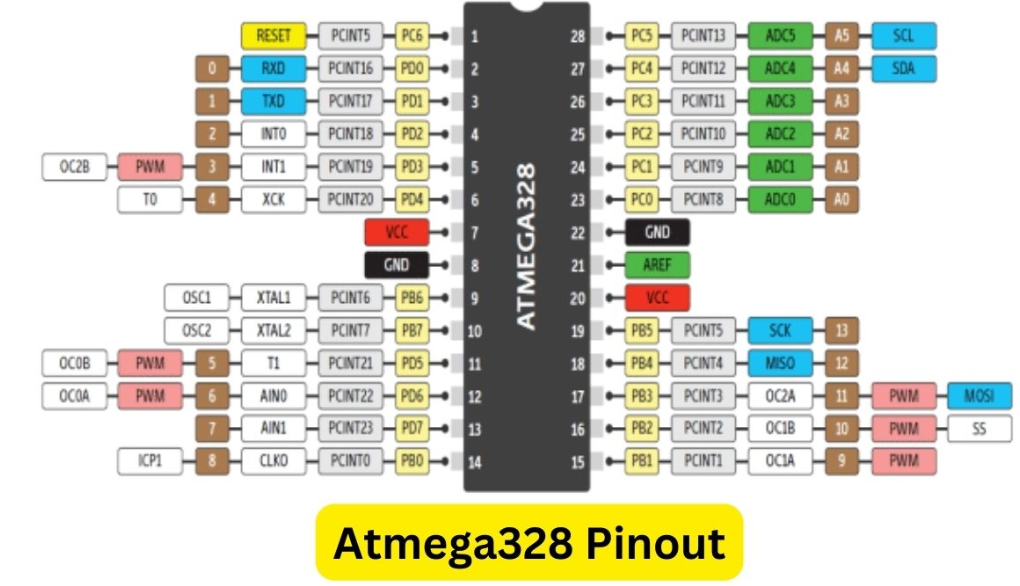 RESET PCINT5 PC6 1 28 PC5 PCINT13 ADC5 A5 SCL
0 RXD PCINT16 PD0 2 27 PC4 PCINT12 ADC4 A4 SDA
1 TXD PCINT17 PD1 3 26 PC3 PCINT11 ADC3 A3
2 INT0 PCINT18 PD2 4 25 PC2 PCINT10 ADC2 A2
OC2B PWM 3 INT1 PCINT19 PD3 5 24 PC1 PCINT9 ADC1 A1
T0 4 XCK PCINT20 PD4 6 23 PC0 PCINT8 ADC0 A0
VCC 7 22 GND
GND 8 21 AREF
OSC1 XTAL1 PCINT6 PB6 9 20 VCC
OSC2 XTAL2 PCINT7 PB7 10 19 PB5 PCINT5 SCK 13
OC0B PWM 5 T1 PCINT21 PD5 11 18 PB4 PCINT4 MISO 12
OC0A PWM 6 AIN0 PCINT22 PD6 12 17 PB3 PCINT3 OC2A 11 PWM MOSI
7 AIN1 PCINT23 PD7 13 16 PB2 PCINT2 OC1B 10 PWM SS
ICP1 8 CLKO PCINT0 PB0 14 15 PB1 PCINT1 OC1A 9 PWM
ATMEGA328
Atmega328 Pinout